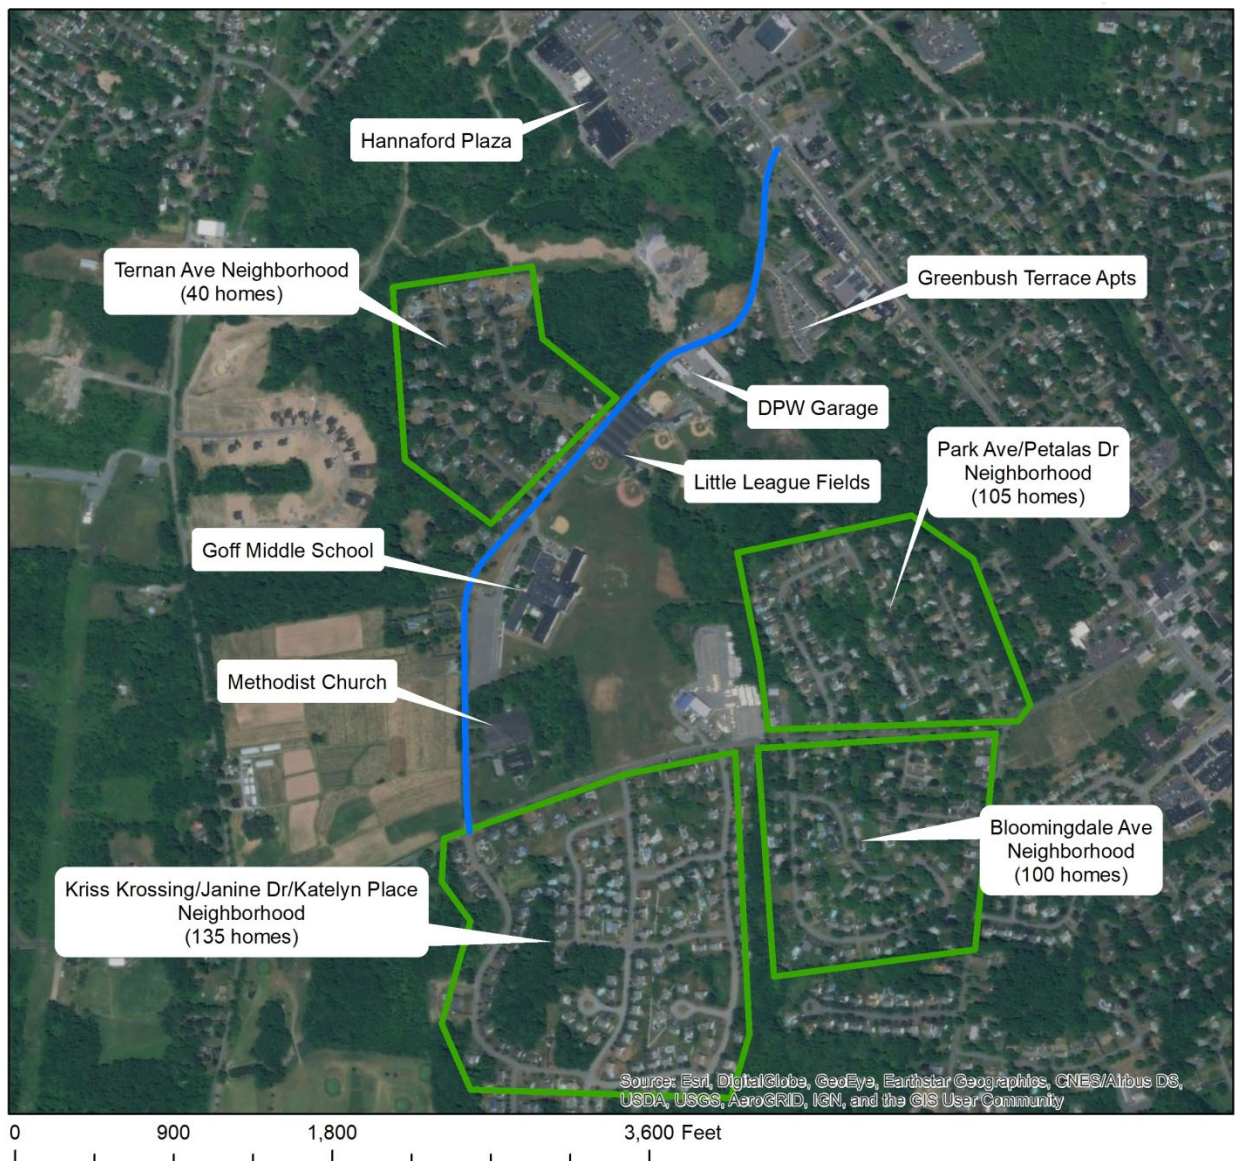 Hannaford Plaza
Ternan Ave Neighborhood
(40 homes)
Greenbush Terrace Apts
DPW Garage
Park Ave/Petalas Dr
Neighborhood
(105 homes)
Little League Fields
Goff Middle School
Methodist Church
Bloomingdale Ave
Neighborhood
(100 homes)
Kriss Krossing/Janine Dr/Katelyn Place
Neighborhood
(135 homes)
Source: Esri, DigitalGlobe, GeoEye, Earthstar Geographics, CNES/Airbus DS,
USDA, USGS, AeroGRID, IGN, and the GIS User Community
0 900 1,800 3,600 Feet